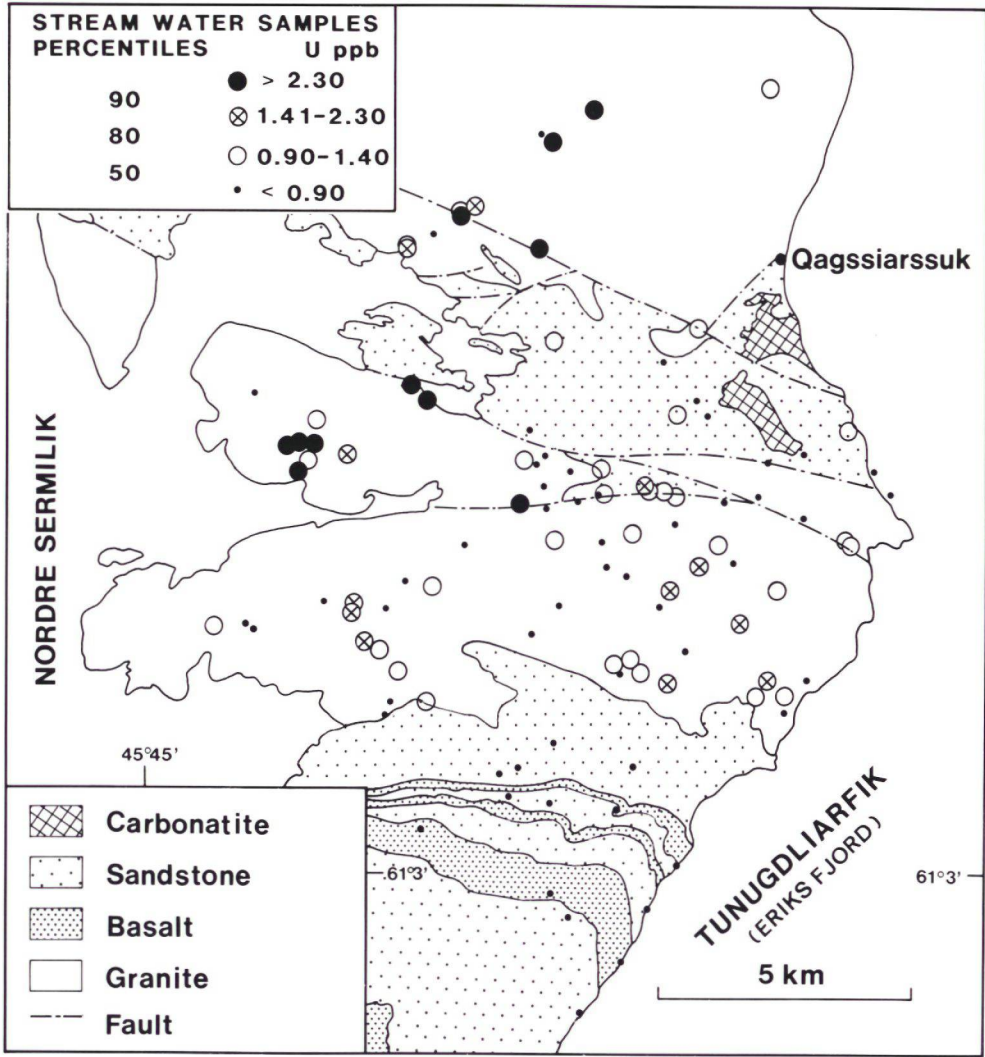 STREAM WATER SAMPLES
PERCENTILES U ppb
> 2.30
90
1.41-2.30
80
0.90-1.40
50
< 0.90
Qagssiarssuk
NORDRE SERMILIK
45°45'
Carbonatite
Sandstone
Basalt
Granite
Fault
61°3'
61°3'
TUNUGDLIARFIK
(ERIKS FJORD)
5 km